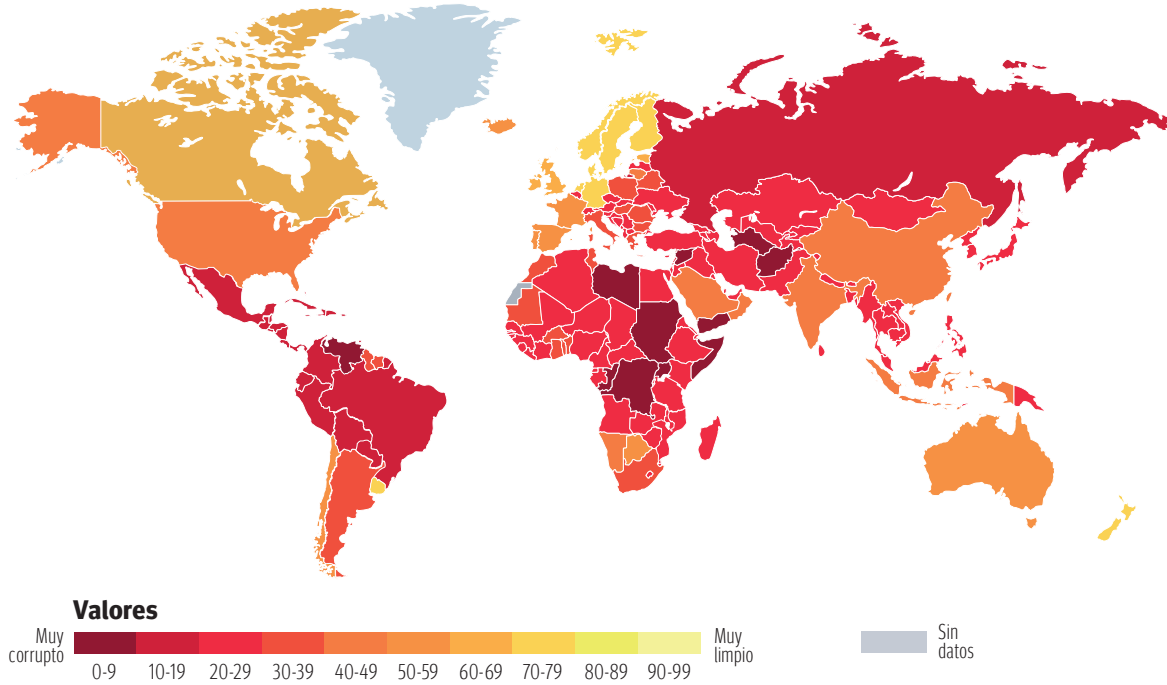 Valores
Muy
corrupto
0-9 10-19 20-29 30-39 40-49 50-59 60-69 70-79 80-89 90-99
Muy
limpio
Sin
datos